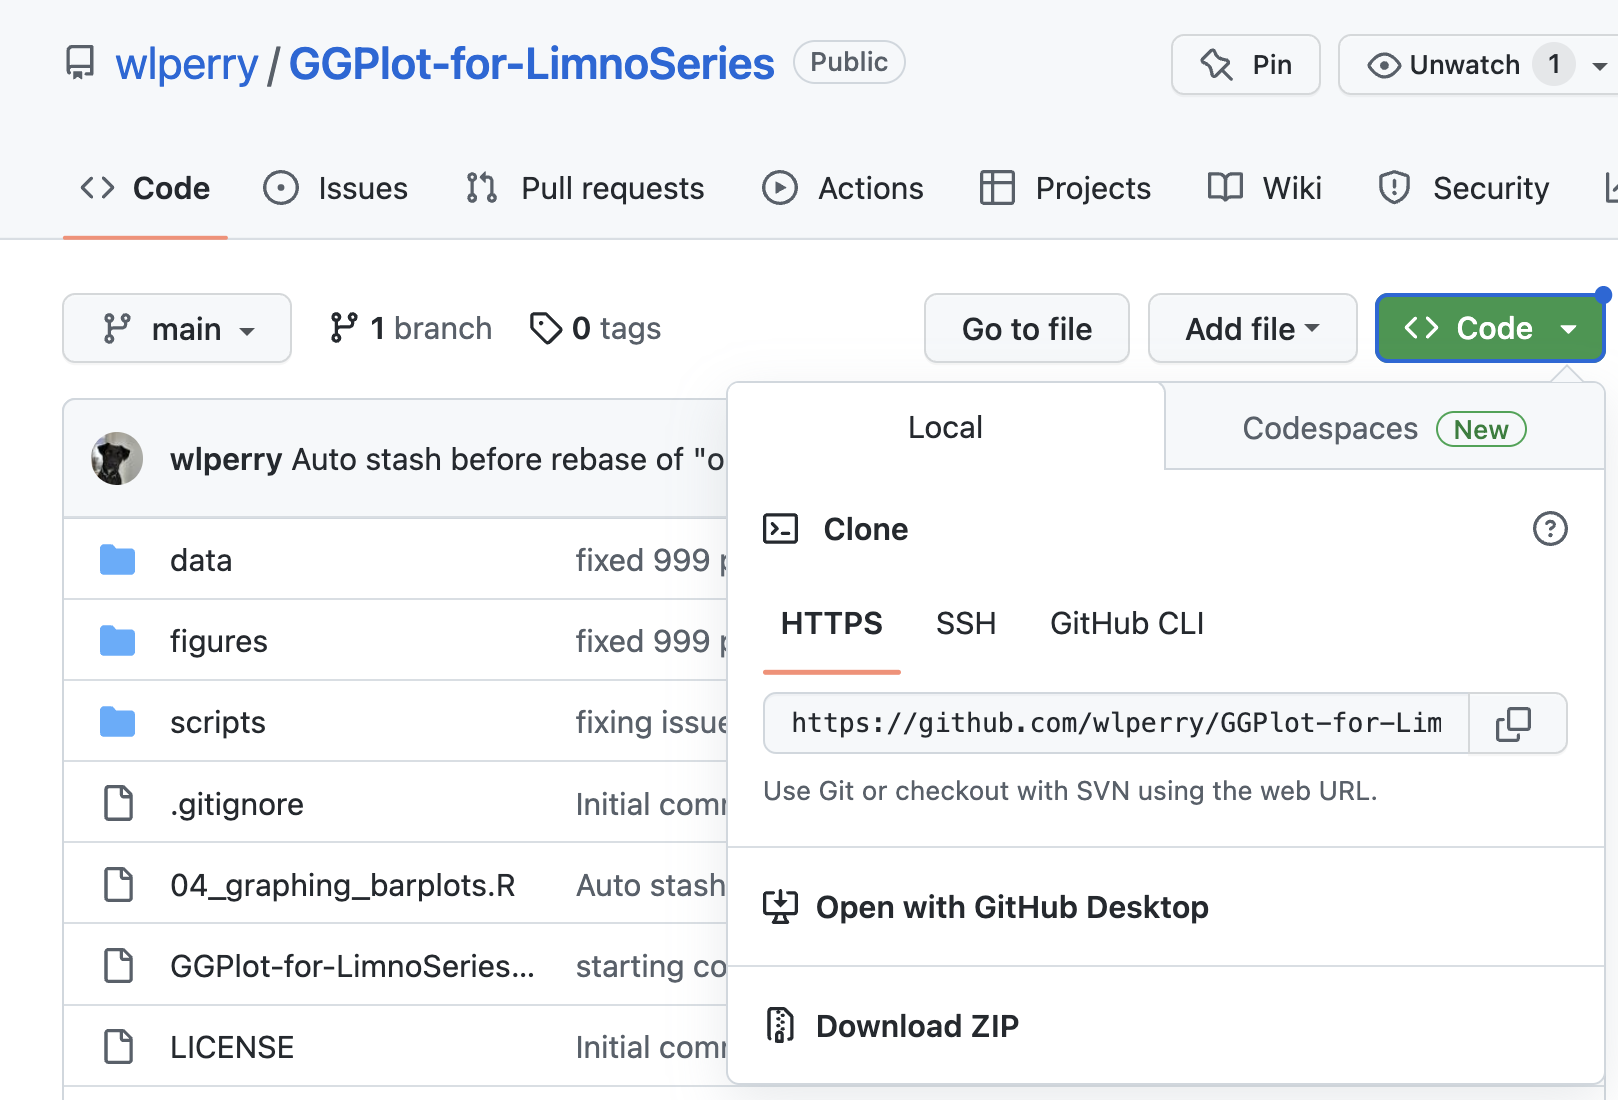 wlperry / GGPlot-for-LimnoSeries Public Pin Unwatch 1
Code Issues Pull requests Actions Projects Wiki Security
main 1 branch 0 tags Go to file Add file Code
Local Codespaces New
wlperry Auto stash before rebase of "o
Clone
data fixed 999
HTTPS SSH GitHub CLI
figures fixed 999
scripts fixing issue
https://github.com/wlperry/GGPlot-for-Lim
Use Git or checkout with SVN using the web URL.
.gitignore Initial com
04_graphing_barplots.R Auto stash
Open with GitHub Desktop
GGPlot-for-LimnoSeries... starting co
Download ZIP
LICENSE Initial com